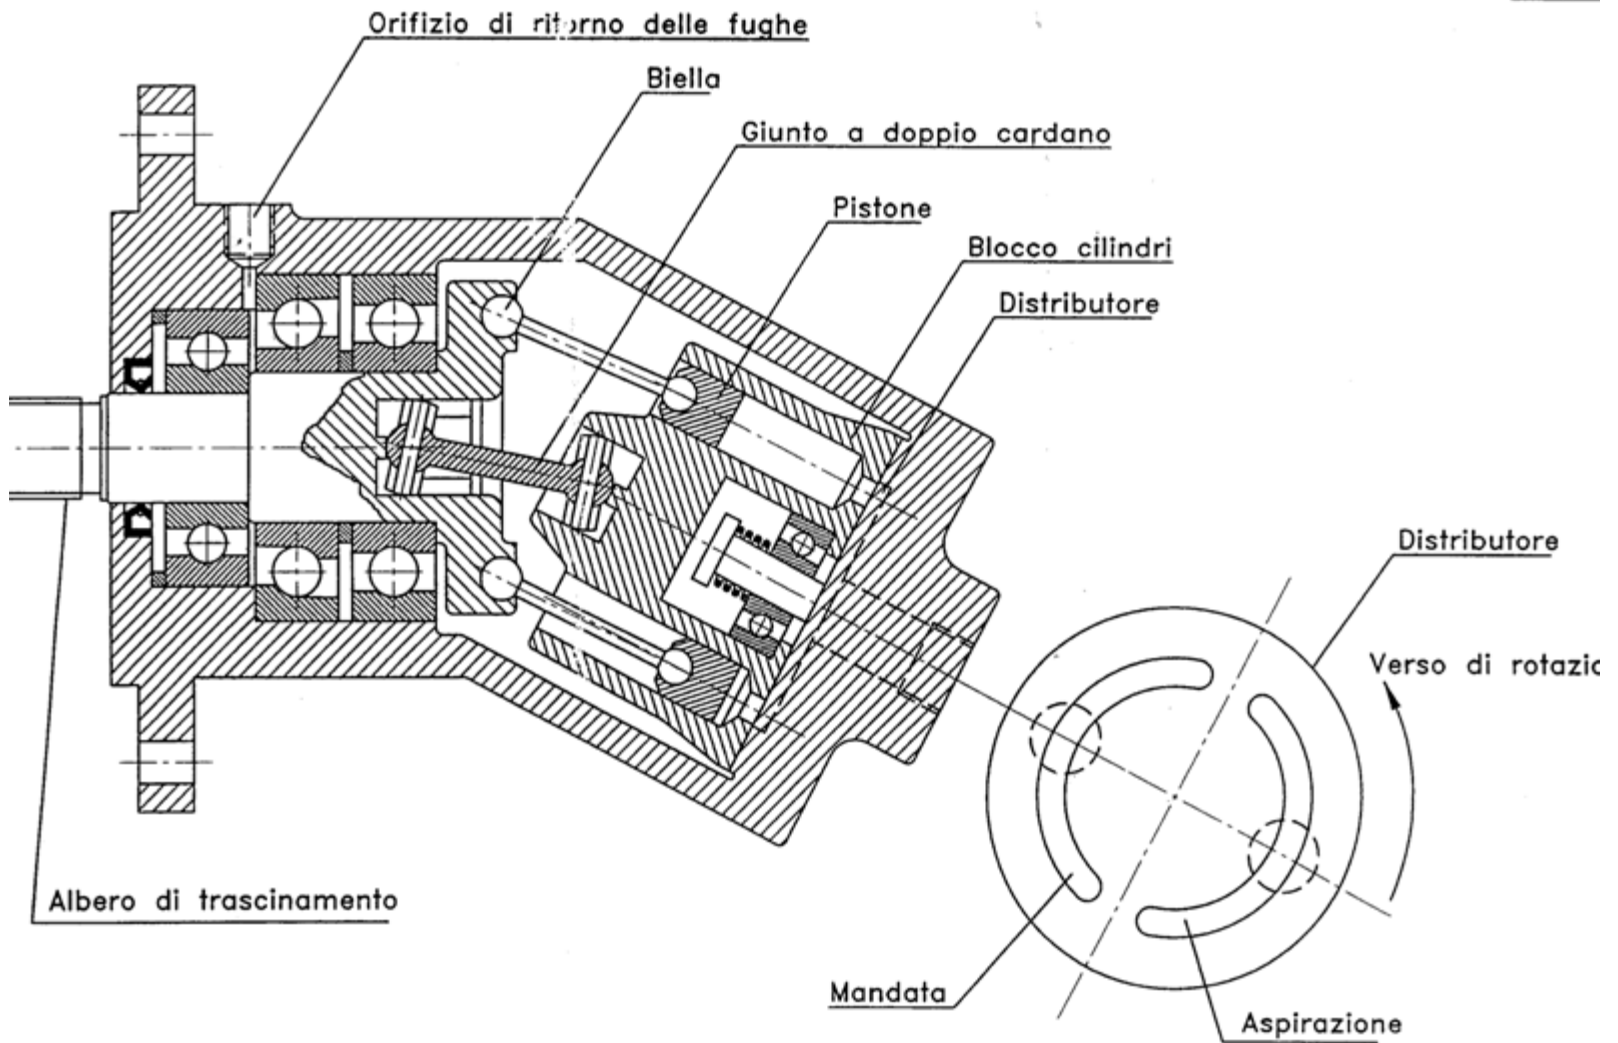 Orifizio di ritorno delle fughe
Biella
Giunto a doppio cardano
Pistone
Blocco cilindri
Distributore
Distributore
Verso di rotazio
Albero di trascinamento
Mandata
Aspirazione